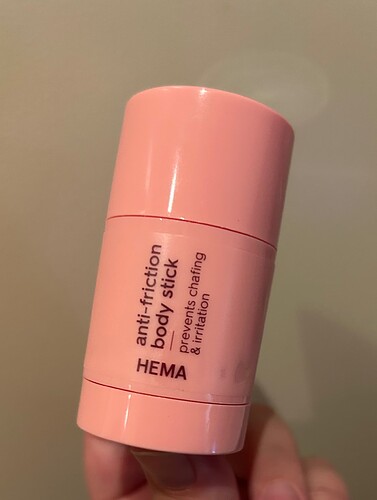 anti-friction
body stick
prevents chafing
& irritation
HEMA